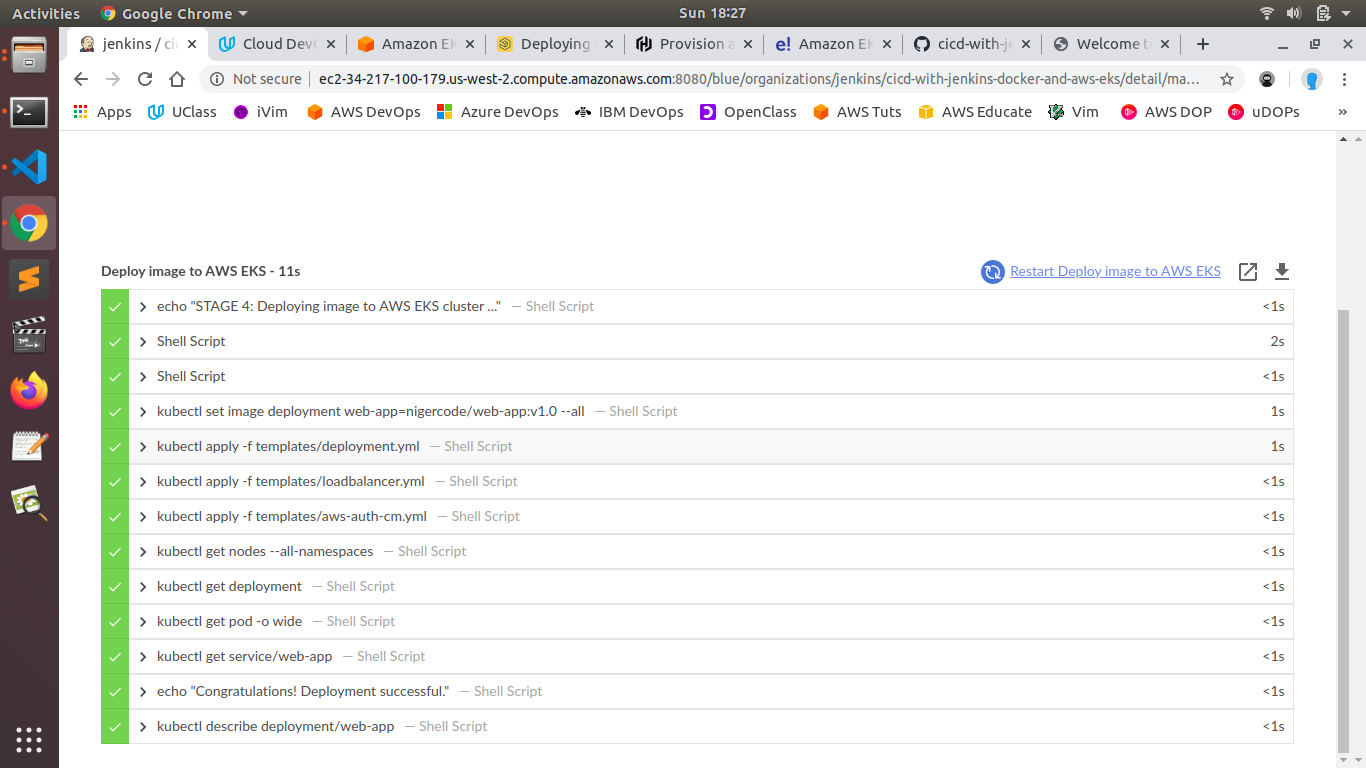 Activities Google Chrome Sun 18:27
jenkins / cic Cloud DevO Amazon EK Deploying Provision a Amazon EK cicd-with-je Welcome to
Not secure ec2-34-217-100-179.us-west-2.compute.amazonaws.com:8080/blue/organizations/jenkins/cicd-with-jenkins-docker-and-aws-eks/detail/ma...
Apps UClass iVim AWS DevOps Azure DevOps IBM DevOps OpenClass AWS Tuts AWS Educate Vim AWS DOP uDOPs »
Deploy image to AWS EKS - 11s Restart Deploy image to AWS EKS
echo "STAGE 4: Deploying image to AWS EKS cluster ..." — Shell Script <1s
Shell Script 2s
Shell Script <1s
kubectl set image deployment web-app=nigercode/web-app:v1.0 --all — Shell Script 1s
kubectl apply -f templates/deployment.yml — Shell Script 1s
kubectl apply -f templates/loadbalancer.yml — Shell Script <1s
kubectl apply -f templates/aws-auth-cm.yml — Shell Script <1s
kubectl get nodes --all-namespaces — Shell Script <1s
kubectl get deployment — Shell Script <1s
kubectl get pod -o wide — Shell Script <1s
kubectl get service/web-app — Shell Script <1s
echo "Congratulations! Deployment successful." — Shell Script <1s
kubectl describe deployment/web-app — Shell Script <1s